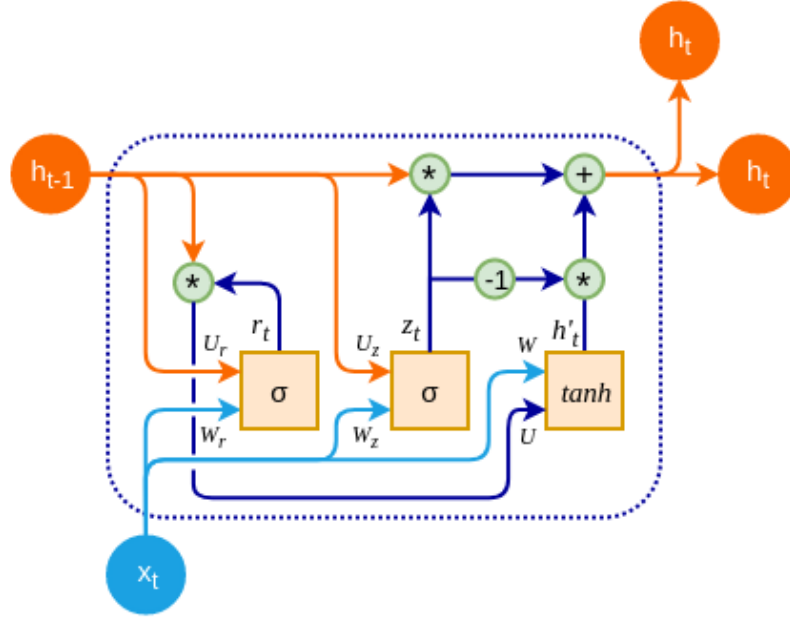 h_t
h_{t-1}
*
+
h_t
*
-1
*
r_t
z_t
h'_t
U_r
U_z
W
σ
σ
tanh
W_r
W_z
U
x_t